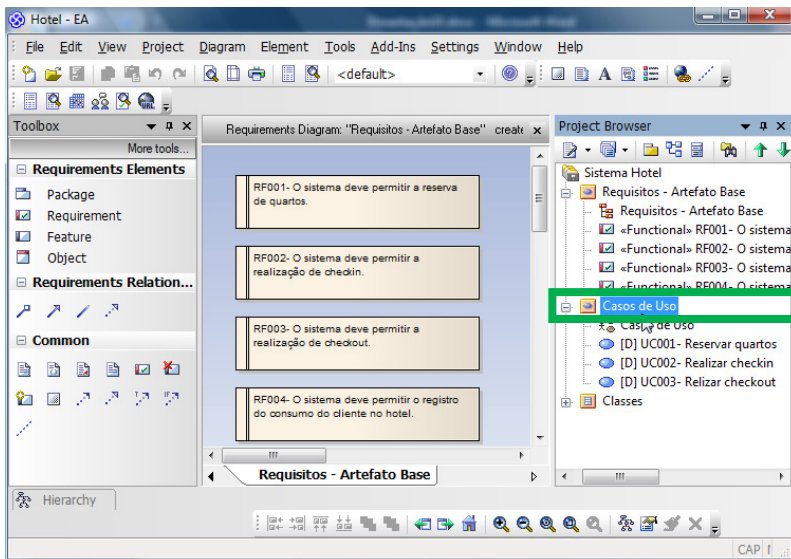 Hotel - EA
File Edit View Project Diagram Element Tools Add-Ins Settings Window Help
<default>
Toolbox
More tools...
Requirements Elements
Package
Requirement
Feature
Object
Requirements Relation...
Common
Requirements Diagram: "Requisitos - Artefato Base" create
RF001- O sistema deve permitir a reserva
de quartos.
RF002- O sistema deve permitir a
realização de checkin.
RF003- O sistema deve permitir a
realização de checkout.
RF004- O sistema deve permitir o registro
do consumo do cliente no hotel.
Requisitos - Artefato Base
Project Browser
Sistema Hotel
Requisitos - Artefato Base
Requisitos - Artefato Base
«Functional» RF001- O sistema
«Functional» RF002- O sistema
«Functional» RF003- O sistema
«Functional» RF004- O sistema
Casos de Uso
Casos de Uso
[D] UC001- Reservar quartos
[D] UC002- Realizar checkin
[D] UC003- Relizar checkout
Classes
Hierarchy
CAP